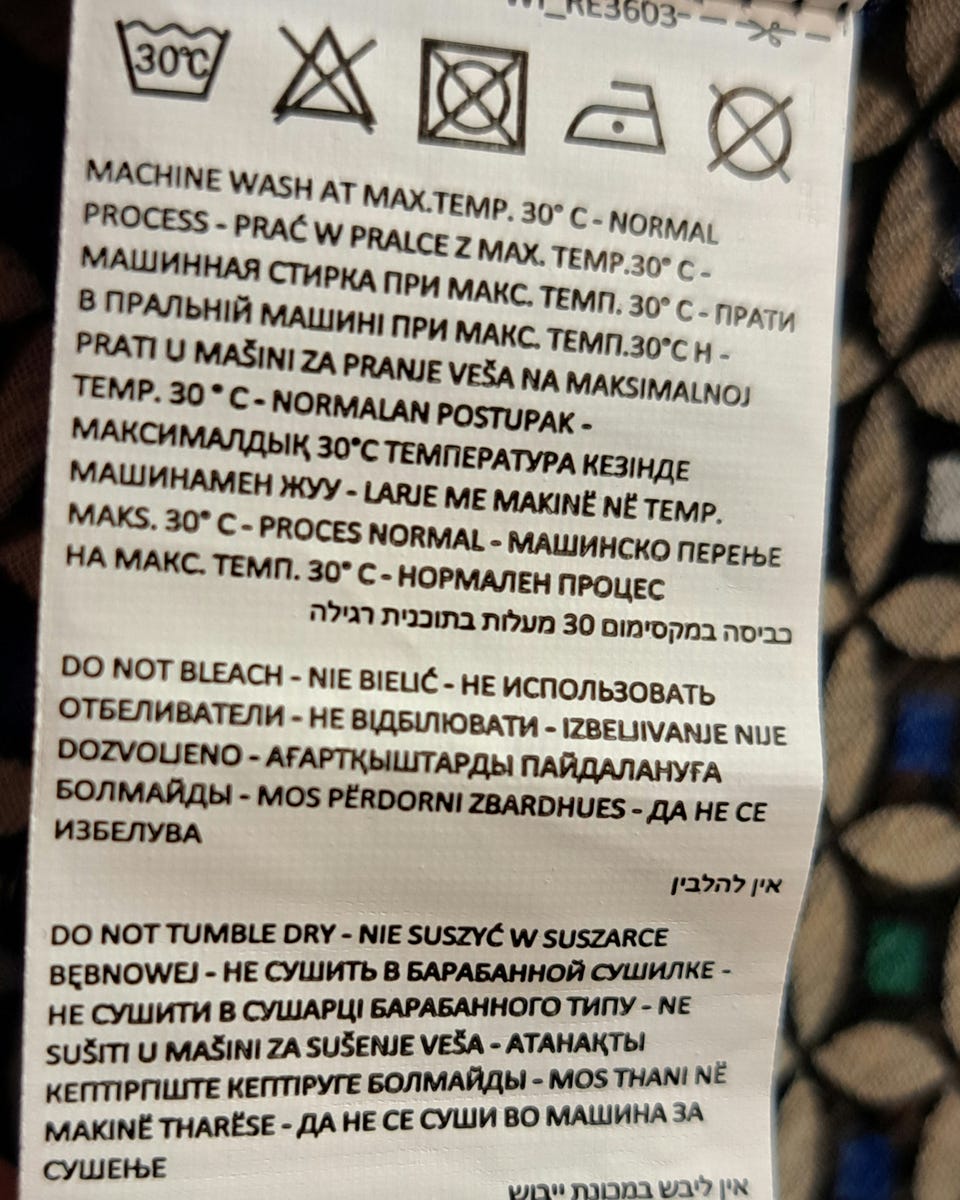 WT_RE3603-
30°C
MACHINE WASH AT MAX.TEMP. 30° C - NORMAL
PROCESS - PRAĆ W PRALCE Z MAX. TEMP.30° C -
МАШИННАЯ СТИРКА ПРИ МАКС. ТЕМП. 30° C - ПРАТИ
В ПРАЛЬНІЙ МАШИНІ ПРИ МАКС. ТЕМП.30°C Н -
PRATI U MAŠINI ZA PRANJE VEŠA NA MAKSIMALNOJ
TEMP. 30 ° C - NORMALAN POSTUPAK -
МАКСИМАЛДЫҚ 30°C ТЕМПЕРАТУРА КЕЗІНДЕ
МАШИНАМЕН ЖУУ - LARJE ME MAKINË NË TEMP.
MAKS. 30° C - PROCES NORMAL - МАШИНСКО ПЕРЕЊЕ
НА МАКС. ТЕМП. 30° C - НОРМАЛЕН ПРОЦЕС
כביסה במקסימום 30 מעלות בתוכנית רגילה
DO NOT BLEACH - NIE BIELIĆ - НЕ ИСПОЛЬЗОВАТЬ
ОТБЕЛИВАТЕЛИ - НЕ ВІДБІЛЮВАТИ - IZBELJIVANJE NIJE
DOZVOLJENO - АҒАРТҚЫШТАРДЫ ПАЙДАЛАНУҒА
БОЛМАЙДЫ - MOS PËRDORNI ZBARDHUES - ДА НЕ СЕ
ИЗБЕЛУВА
אין להלבין
DO NOT TUMBLE DRY - NIE SUSZYĆ W SUSZARCE
BĘBNOWEJ - НЕ СУШИТЬ В БАРАБАННОЙ СУШИЛКЕ -
НЕ СУШИТИ В СУШАРЦІ БАРАБАННОГО ТИПУ - NE
SUŠITI U MAŠINI ZA SUŠENJE VEŠA - АТАНАҚТЫ
КЕПТІРГІШТЕ КЕПТІРУГЕ БОЛМАЙДЫ - MOS THANI NË
MAKINË THARËSE - ДА НЕ СЕ СУШИ ВО МАШИНА ЗА
СУШЕЊЕ
אין ליבש במכונת ייבוש